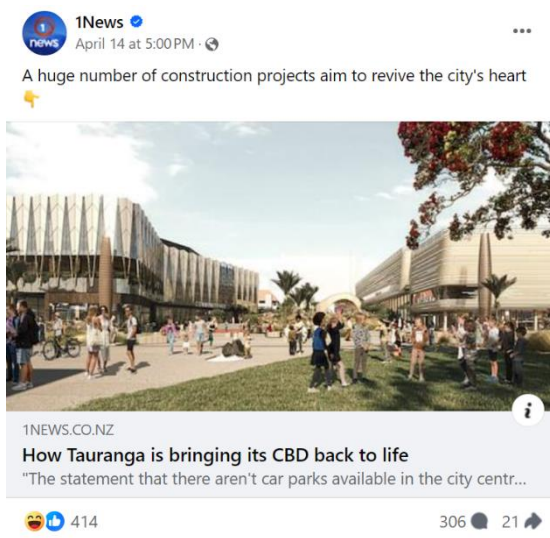 1News
April 14 at 5:00 PM ·
A huge number of construction projects aim to revive the city's heart
1
news
i
1NEWS.CO.NZ
How Tauranga is bringing its CBD back to life
"The statement that there aren't car parks available in the city centr...
414
306
21